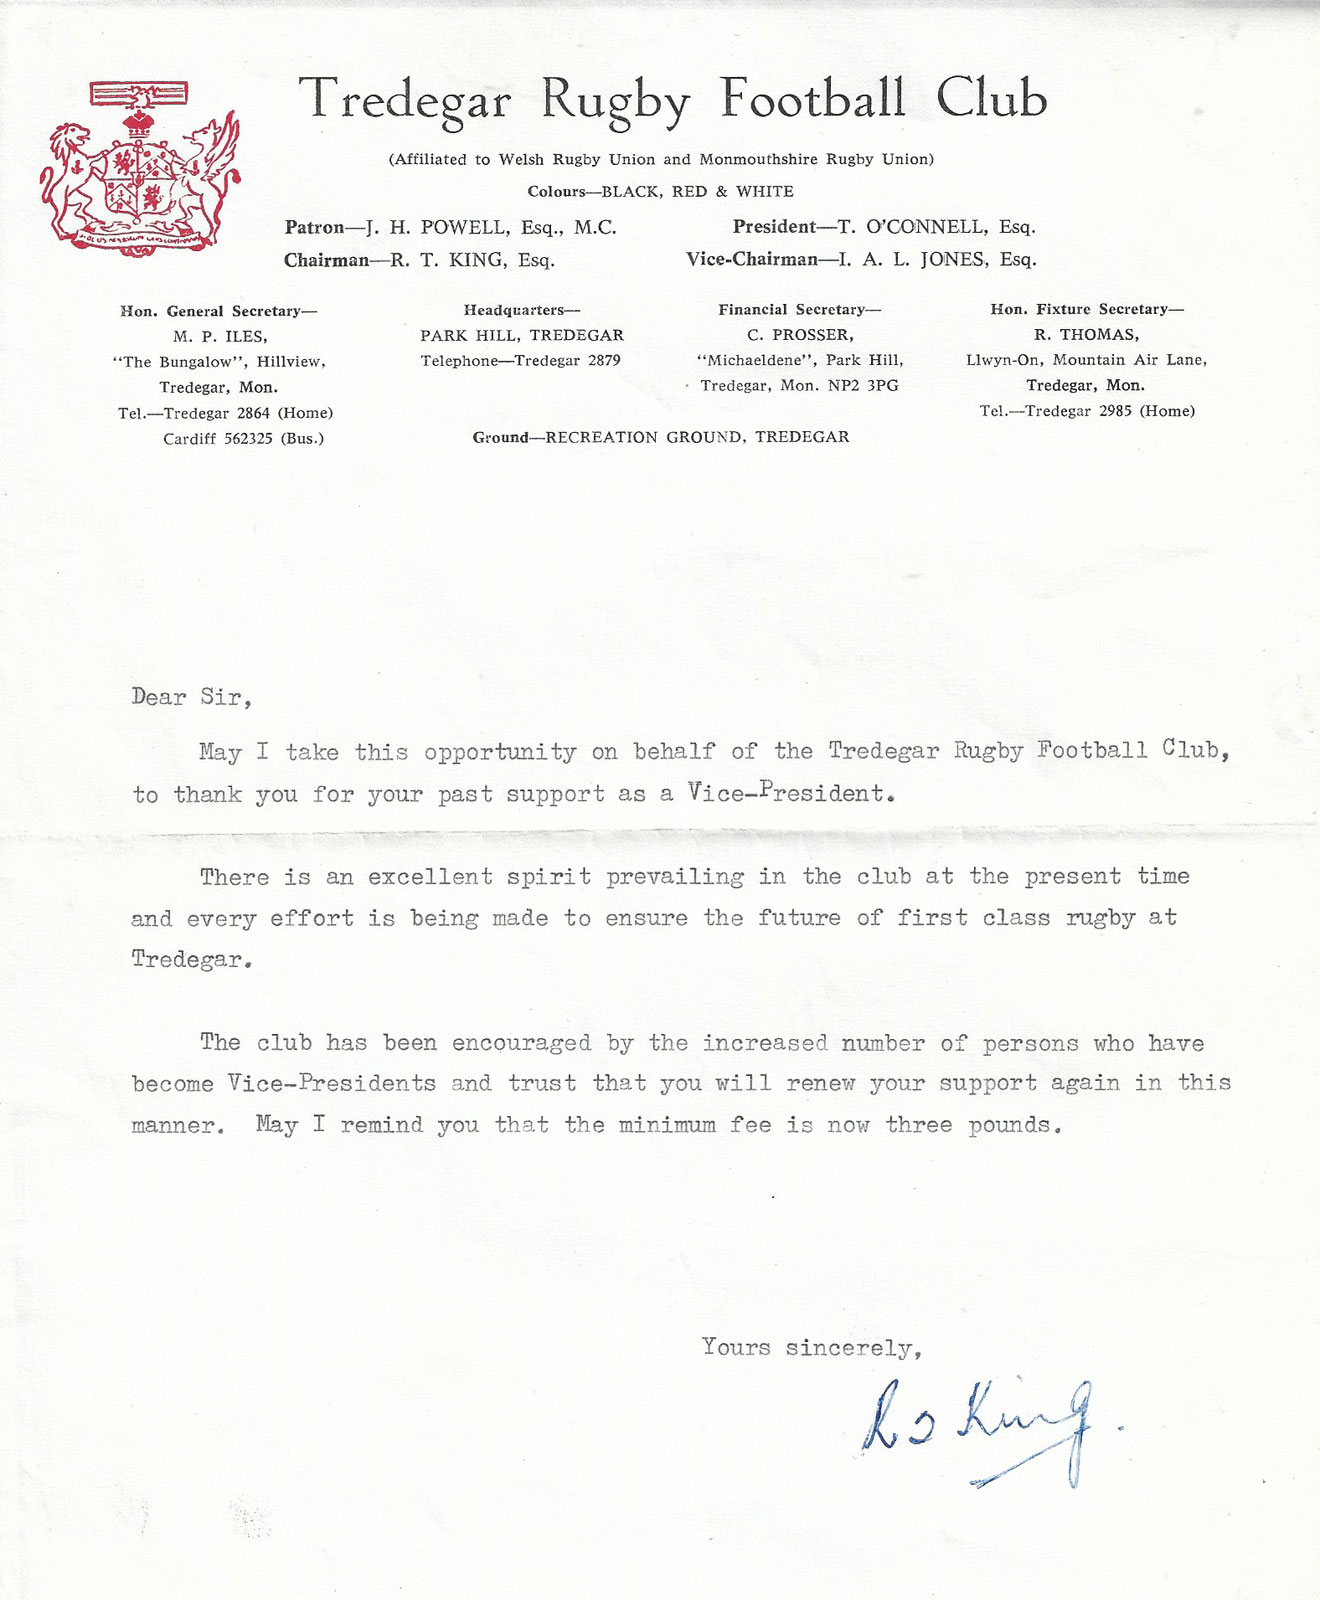 Tredegar Rugby Football Club
(Affiliated to Welsh Rugby Union and Monmouthshire Rugby Union)
Colours—BLACK, RED & WHITE
Patron—J. H. POWELL, Esq., M.C. President—T. O'CONNELL, Esq.
Chairman—R. T. KING, Esq. Vice-Chairman—I. A. L. JONES, Esq.
Hon. General Secretary—
M. P. ILES,
"The Bungalow", Hillview,
Tredegar, Mon.
Tel.—Tredegar 2864 (Home)
Cardiff 562325 (Bus.)
Headquarters—
PARK HILL, TREDEGAR
Telephone—Tredegar 2879
Financial Secretary—
C. PROSSER,
"Michaeldene", Park Hill,
Tredegar, Mon. NP2 3PG
Hon. Fixture Secretary—
R. THOMAS,
Llwyn-On, Mountain Air Lane,
Tredegar, Mon.
Tel.—Tredegar 2985 (Home)
Ground—RECREATION GROUND, TREDEGAR
Dear Sir,
May I take this opportunity on behalf of the Tredegar Rugby Football Club,
to thank you for your past support as a Vice-President.
There is an excellent spirit prevailing in the club at the present time
and every effort is being made to ensure the future of first class rugby at
Tredegar.
The club has been encouraged by the increased number of persons who have
become Vice-Presidents and trust that you will renew your support again in this
manner. May I remind you that the minimum fee is now three pounds.
Yours sincerely,
R T King.